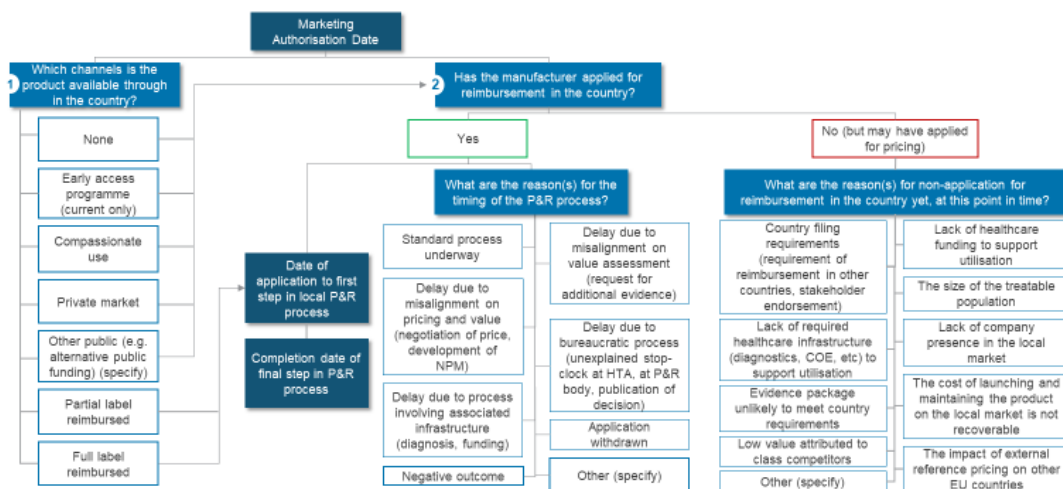 Marketing
Authorisation Date
1
Which channels is the
product available through
in the country?
None
Early access
programme
(current only)
Compassionate
use
Private market
Other public (e.g.
alternative public
funding) (specify)
Partial label
reimbursed
Full label
reimbursed
2
Has the manufacturer applied for
reimbursement in the country?
Yes
Date of
application to first
step in local P&R
process
Completion date of
final step in P&R
process
What are the reason(s) for the
timing of the P&R process?
Standard process
underway
Delay due to
misalignment on
pricing and value
(negotiation of price,
development of
NPM)
Delay due to process
involving associated
infrastructure
(diagnosis, funding)
Negative outcome
Delay due to
misalignment on
value assessment
(request for
additional evidence)
Delay due to
bureaucratic process
(unexplained stop-
clock at HTA, at P&R
body, publication of
decision)
Application
withdrawn
Other (specify)
No (but may have applied
for pricing)
What are the reason(s) for non-application for
reimbursement in the country yet, at this point in time?
Country filing
requirements
(requirement of
reimbursement in other
countries, stakeholder
endorsement)
Lack of required
healthcare infrastructure
(diagnostics, COE, etc) to
support utilisation
Evidence package
unlikely to meet country
requirements
Low value attributed to
class competitors
Other (specify)
Lack of healthcare
funding to support
utilisation
The size of the treatable
population
Lack of company
presence in the local
market
The cost of launching and
maintaining the product
on the local market is not
recoverable
The impact of external
reference pricing on other
EU countries